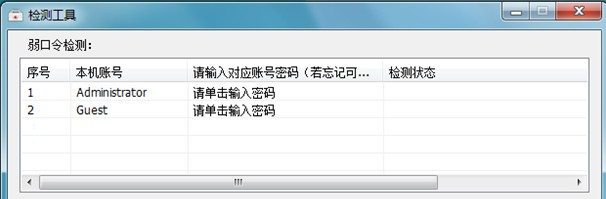 检测工具
弱口令检测：
序号 本机账号 请输入对应账号密码（若忘记可... 检测状态
1 Administrator 请单击输入密码
2 Guest 请单击输入密码